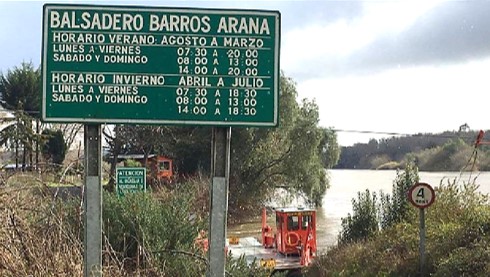 BALSADERO BARROS ARANA
HORARIO VERANO: AGOSTO A MARZO
LUNES A VIERNES 07:30 A 20:00
SABADO Y DOMINGO 08:00 A 13:00
14:00 A 20:00
HORARIO INVIERNO ABRIL A JULIO
LUNES A VIERNES 07:30 A 18:30
SABADO Y DOMINGO 08:00 A 13:00
14:00 A 18:30
ATENCION
4